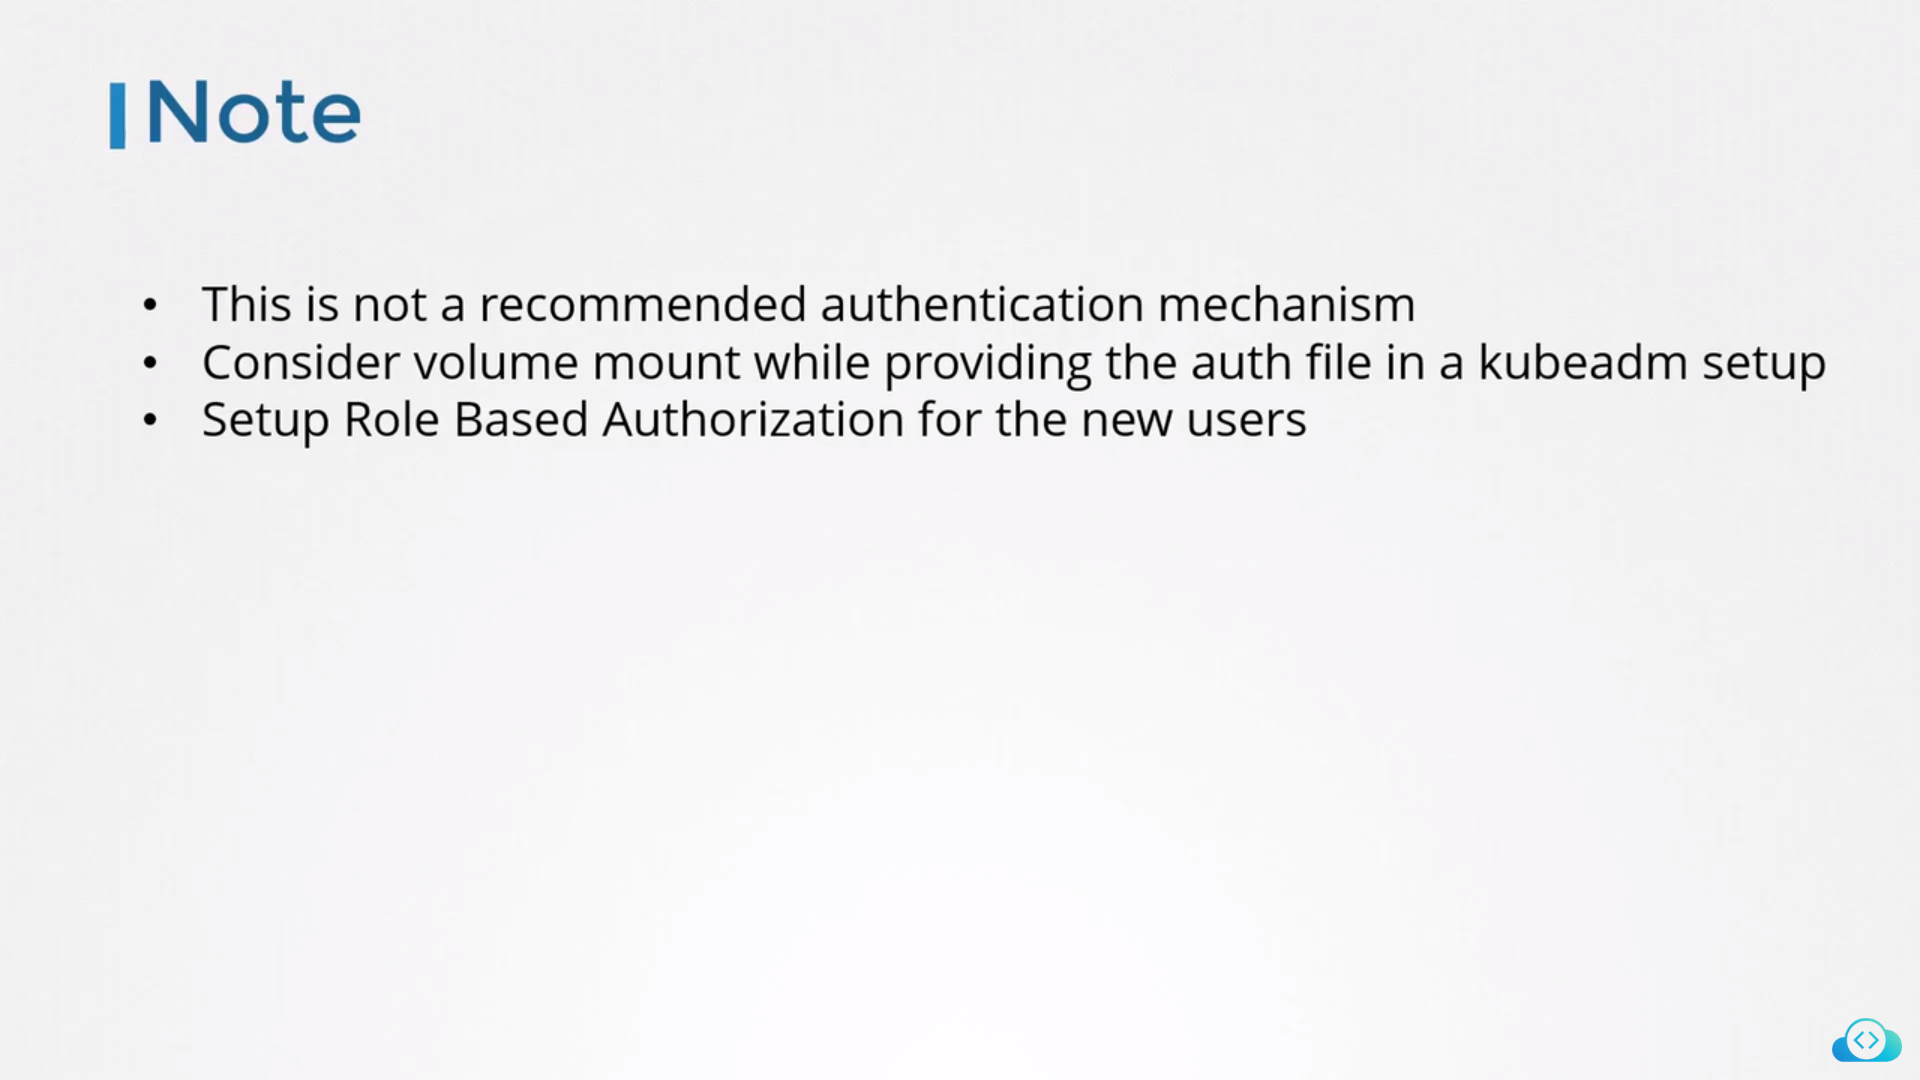 Note
• This is not a recommended authentication mechanism
• Consider volume mount while providing the auth file in a kubeadm setup
• Setup Role Based Authorization for the new users